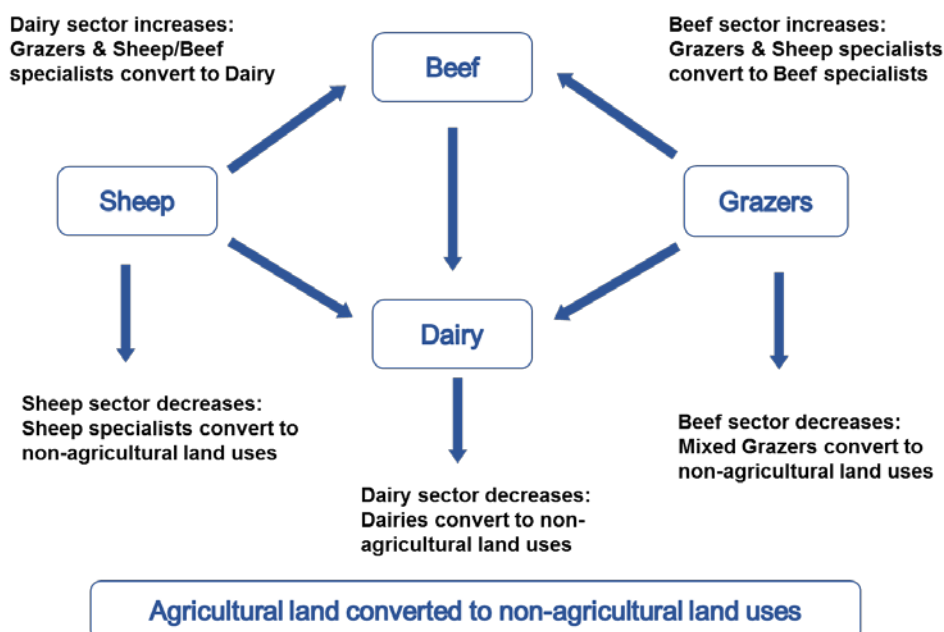 Dairy sector increases:
Grazers & Sheep/Beef
specialists convert to Dairy
Beef
Beef sector increases:
Grazers & Sheep specialists
convert to Beef specialists
Sheep
Grazers
Dairy
Sheep sector decreases:
Sheep specialists convert to
non-agricultural land uses
Beef sector decreases:
Mixed Grazers convert to
non-agricultural land uses
Dairy sector decreases:
Dairies convert to non-
agricultural land uses
Agricultural land converted to non-agricultural land uses